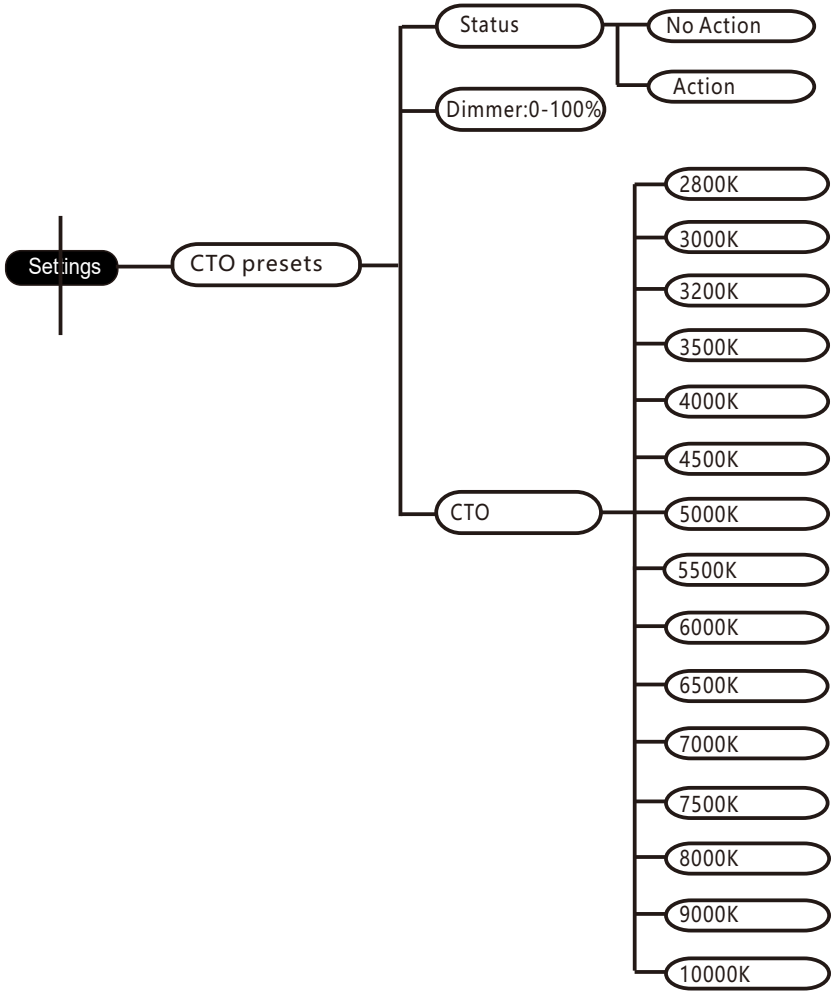 Status
No Action
Action
Dimmer:0-100%
Settings
CTO presets
CTO
2800K
3000K
3200K
3500K
4000K
4500K
5000K
5500K
6000K
6500K
7000K
7500K
8000K
9000K
10000K